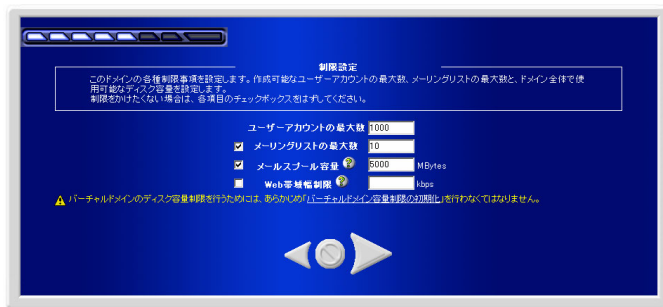 制限設定
このドメインの各種制限事項を設定します。作成可能なユーザーアカウントの最大数、メーリングリストの最大数と、ドメイン全体で使
用可能なディスク容量を設定します。
制限をかけたくない場合は、各項目のチェックボックスをはずしてください。
ユーザーアカウントの最大数 1000
メーリングリストの最大数 10
メールスプール容量 ? 5000 MBytes
Web帯域幅制限 ? kbps
バーチャルドメインのディスク容量制限を行うためには、あらかじめ「バーチャルドメイン容量制限の初期化」を行わなくてはなりません。